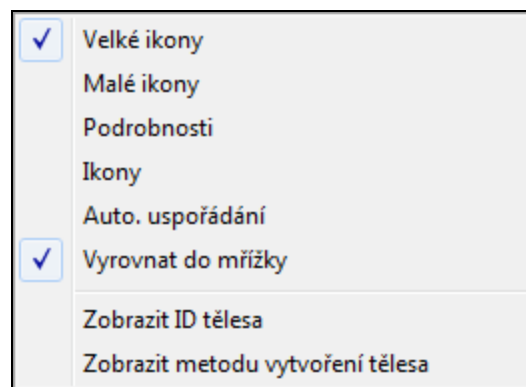 Velké ikony
Malé ikony
Podrobnosti
Ikony
Auto. uspořádání
Vyrovnat do mřížky
Zobrazit ID tělesa
Zobrazit metodu vytvoření tělesa